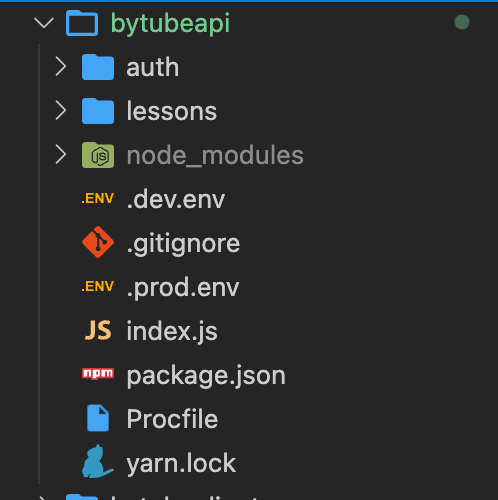 bytubeapi
auth
lessons
JS node_modules
.ENV .dev.env
.gitignore
.ENV .prod.env
JS index.js
npm package.json
Procfile
yarn.lock